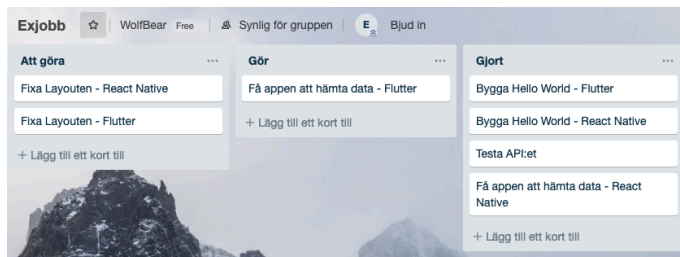 Exjobb WolfBear Free Synlig för gruppen E Bjud in
Att göra
Fixa Layouten - React Native
Fixa Layouten - Flutter
+ Lägg till ett kort till
Gör
Få appen att hämta data - Flutter
+ Lägg till ett kort till
Gjort
Bygga Hello World - Flutter
Bygga Hello World - React Native
Testa API:et
Få appen att hämta data - React
Native
+ Lägg till ett kort till